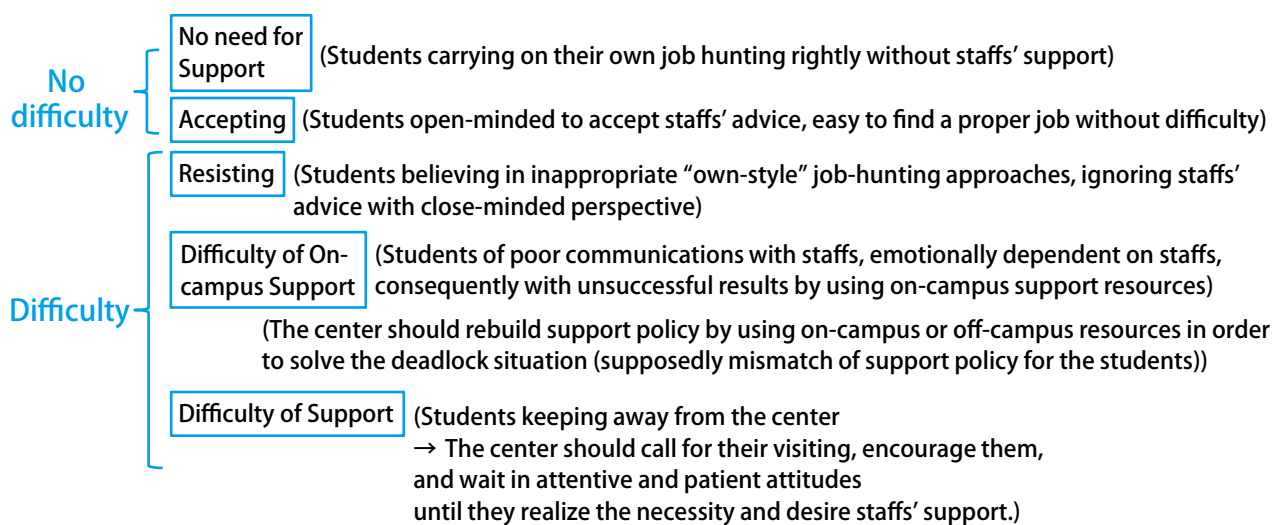 No difficulty
No need for Support
(Students carrying on their own job hunting rightly without staffs’ support)
Accepting (Students open-minded to accept staffs’ advice, easy to find a proper job without difficulty)
Difficulty
Resisting (Students believing in inappropriate “own-style” job-hunting approaches, ignoring staffs’
advice with close-minded perspective)
Difficulty of On-
campus Support
(Students of poor communications with staffs, emotionally dependent on staffs,
consequently with unsuccessful results by using on-campus support resources)
(The center should rebuild support policy by using on-campus or off-campus resources in order
to solve the deadlock situation (supposedly mismatch of support policy for the students))
Difficulty of Support (Students keeping away from the center
→ The center should call for their visiting, encourage them,
and wait in attentive and patient attitudes
until they realize the necessity and desire staffs’ support.)